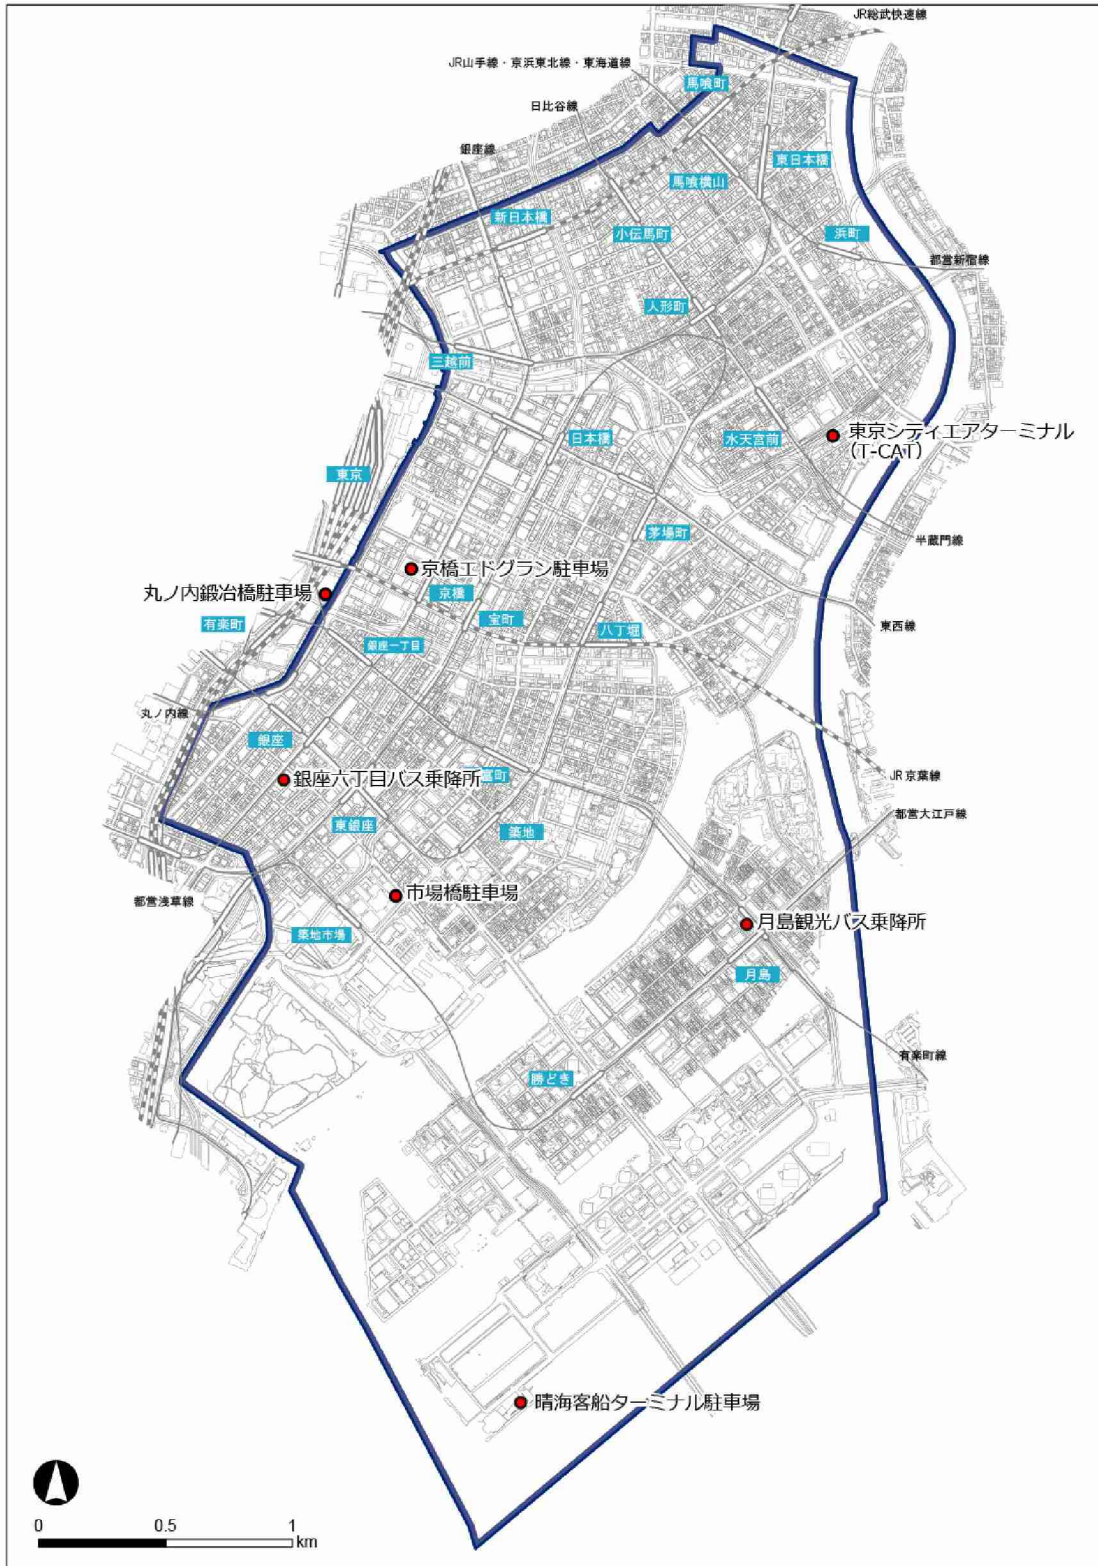 JR総武快速線
JR山手線・京浜東北線・東海道線
馬喰町
日比谷線
銀座線
東日本橋
馬喰横山
新日本橋
小伝馬町
浜町
都営新宿線
人形町
三越前
日本橋
水天宮前
東京シティエアターミナル
(T-CAT)
東京
茅場町
半蔵門線
京橋エドグラン駐車場
丸ノ内鍛冶橋駐車場
京橋
宝町
有楽町
八丁堀
東西線
銀座一丁目
丸ノ内線
銀座
JR京葉線
銀座六丁目バス乗降所
富町
都営大江戸線
東銀座
築地
市場橋駐車場
都営浅草線
月島観光バス乗降所
築地市場
月島
有楽町線
勝どき
晴海客船ターミナル駐車場
0 0.5 1
km